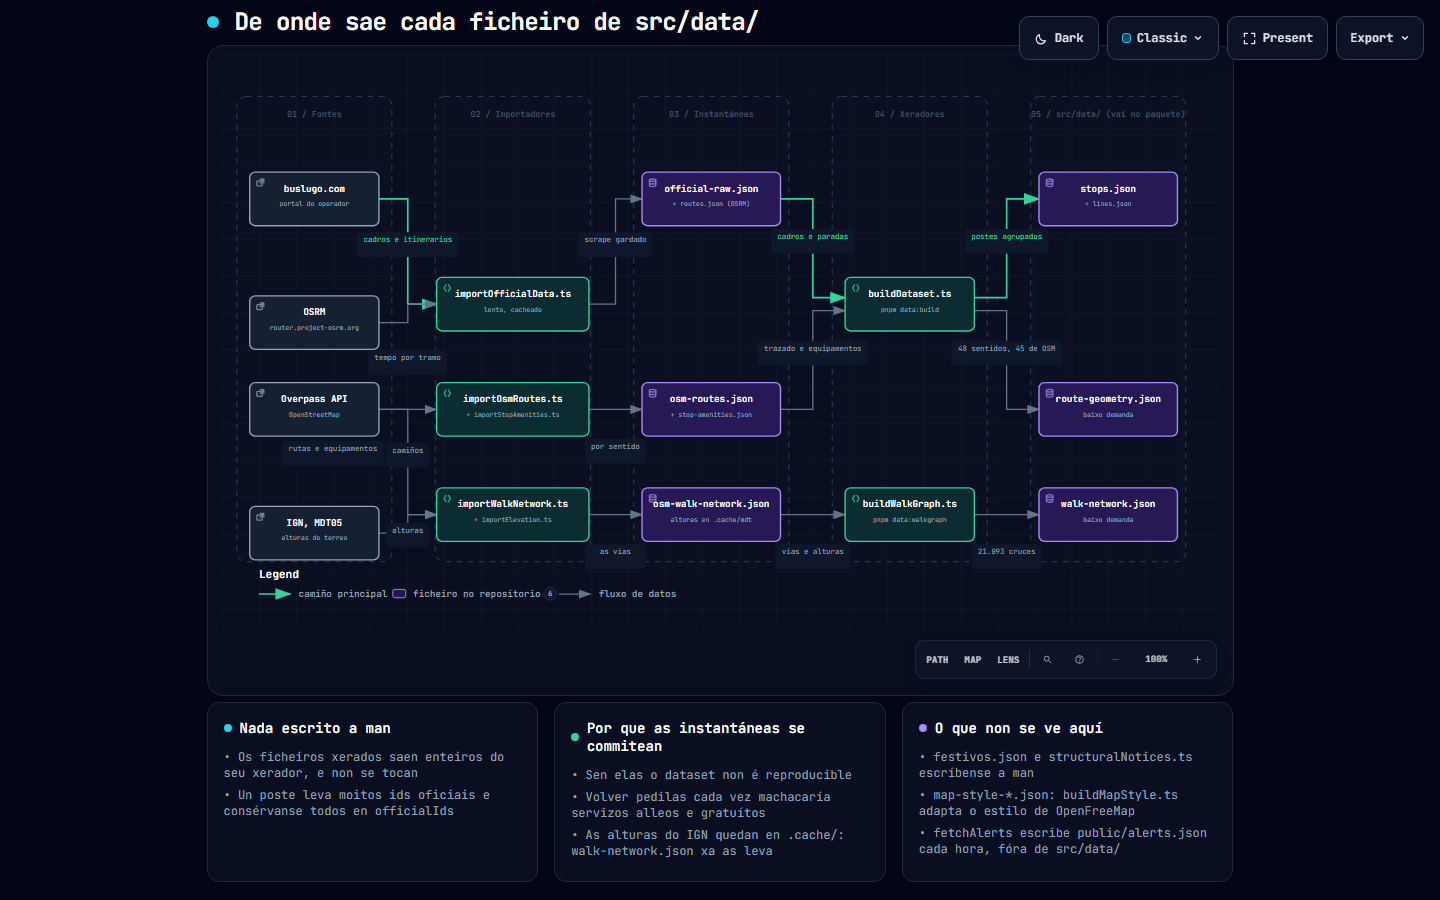 De onde sae cada ficheiro de src/data/
Dark
Classic
Present
Export
01 / Fontes
02 / Importadores
03 / Instantáneas
04 / Xeradores
05 / src/data/ (vai no paquete)
buslugo.com
portal do operador
official-raw.json
+ routes.json (OSRM)
stops.json
+ lines.json
cadros e itinerarios
scrape gardado
cadros e paradas
postes agrupados
OSRM
router.project-osrm.org
importOfficialData.ts
lento, cacheado
buildDataset.ts
pnpm data:build
tempo por tramo
trazado e equipamentos
48 sentidos, 45 de OSM
Overpass API
OpenStreetMap
importOsmRoutes.ts
+ importStopAmenities.ts
osm-routes.json
+ stop-amenities.json
route-geometry.json
baixo demanda
rutas e equipamentos
camiños
por sentido
IGN, MDT05
alturas do terreo
alturas
importWalkNetwork.ts
+ importElevation.ts
osm-walk-network.json
alturas en .cache/mdt
buildWalkGraph.ts
pnpm data:walkgraph
walk-network.json
baixo demanda
as vías
vías e alturas
21.093 cruces
Legend
camiño principal
ficheiro no repositorio
6
fluxo de datos
PATH
MAP
LENS
100%
Nada escrito a man
• Os ficheiros xerados saen enteiros do
seu xerador, e non se tocan
• Un poste leva moitos ids oficiais e
consérvanse todos en officialIds
Por que as instantáneas se
commitean
• Sen elas o dataset non é reproducible
• Volver pedilas cada vez machacaría
servizos alleos e gratuítos
• As alturas do IGN quedan en .cache/:
walk-network.json xa as leva
O que non se ve aquí
• festivos.json e structuralNotices.ts
escríbense a man
• map-style-*.json: buildMapStyle.ts
adapta o estilo de OpenFreeMap
• fetchAlerts escribe public/alerts.json
cada hora, fóra de src/data/